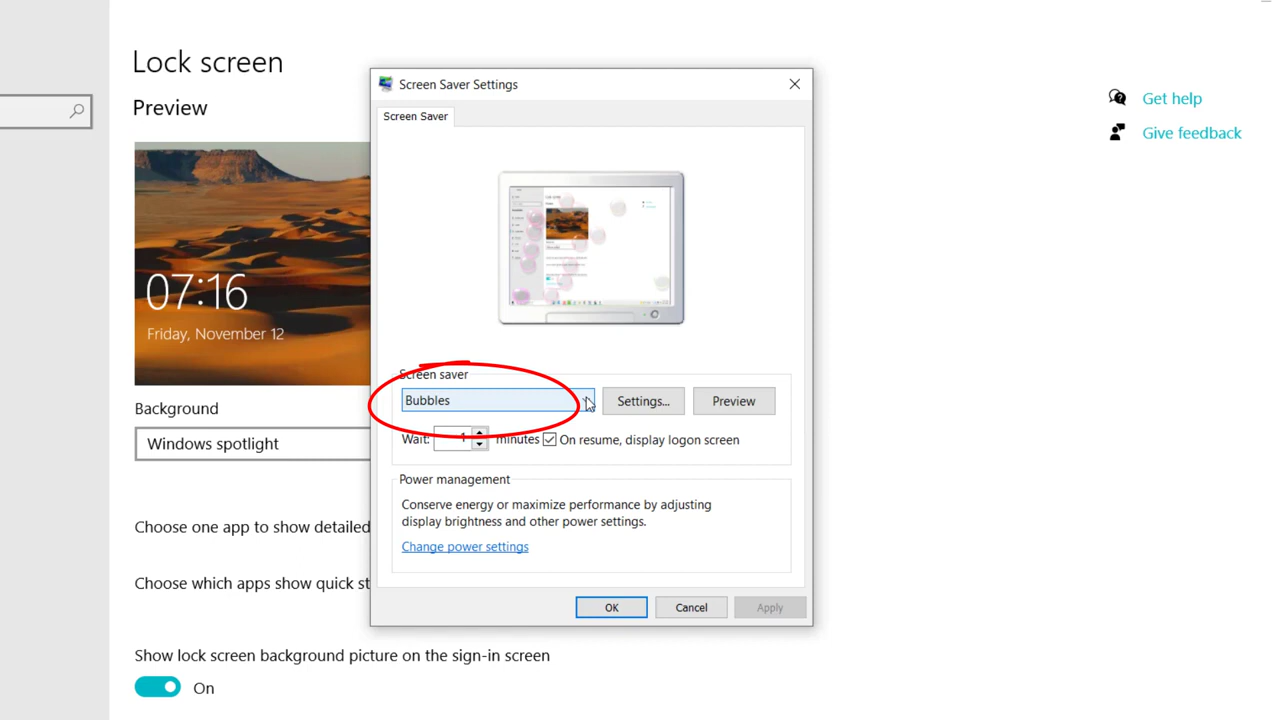 Lock screen
Preview
07:16
Friday, November 12
Background
Windows spotlight
Choose one app to show detailed
Choose which apps show quick st
Show lock screen background picture on the sign-in screen
On
Screen Saver Settings
Screen Saver
Screen saver
Bubbles
Settings...
Preview
Wait:
1
minutes
On resume, display logon screen
Power management
Conserve energy or maximize performance by adjusting
display brightness and other power settings.
Change power settings
OK
Cancel
Apply
Get help
Give feedback